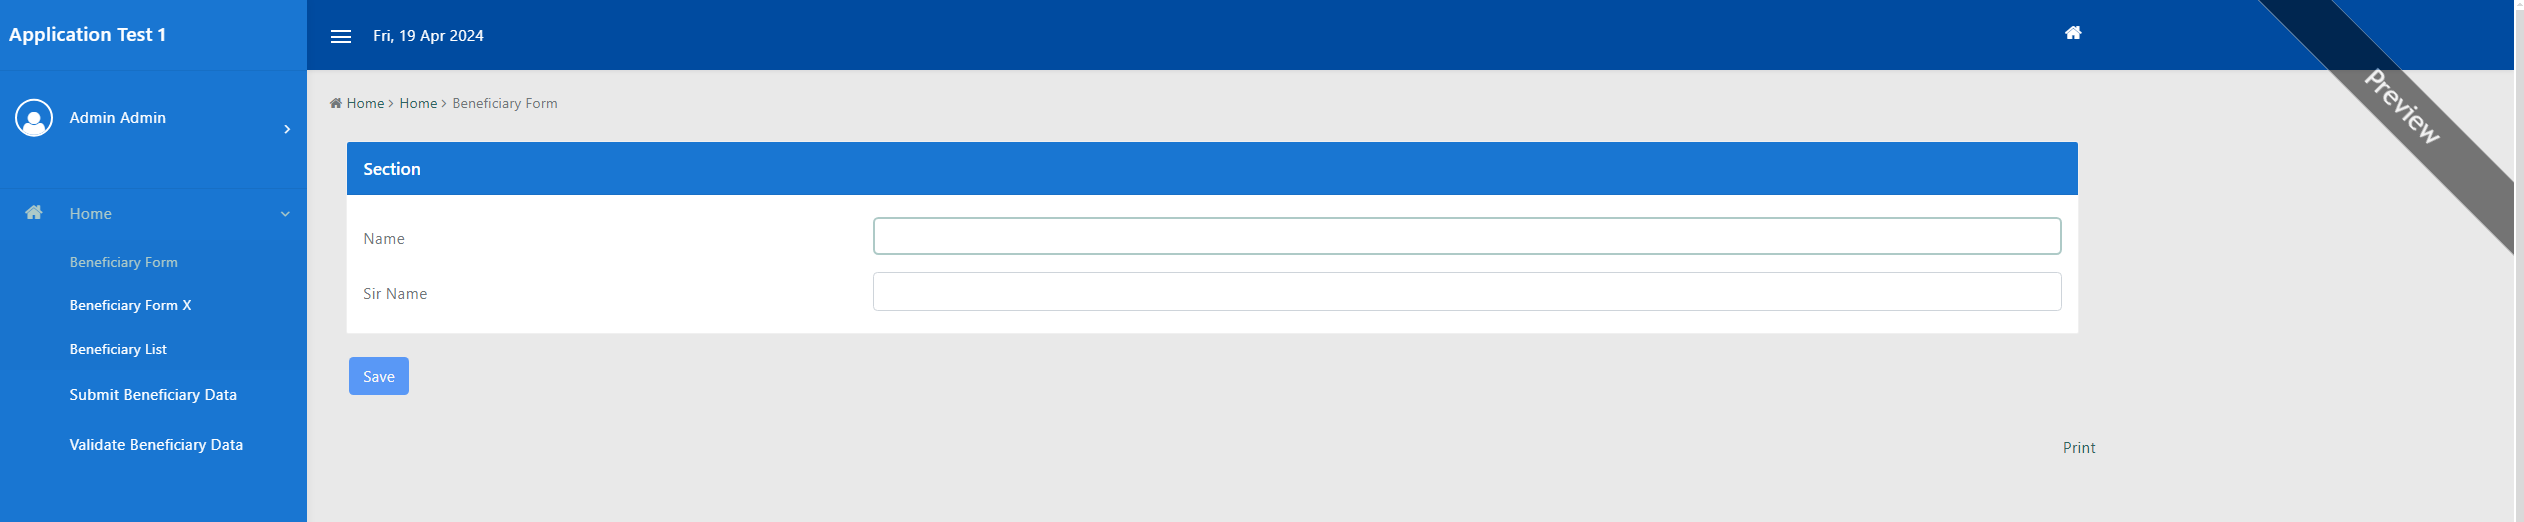 Application Test 1
Fri, 19 Apr 2024
Preview
Admin Admin
Home
Beneficiary Form
Beneficiary Form X
Beneficiary List
Submit Beneficiary Data
Validate Beneficiary Data
Home > Home > Beneficiary Form
Section
Name
Sir Name
Save
Print